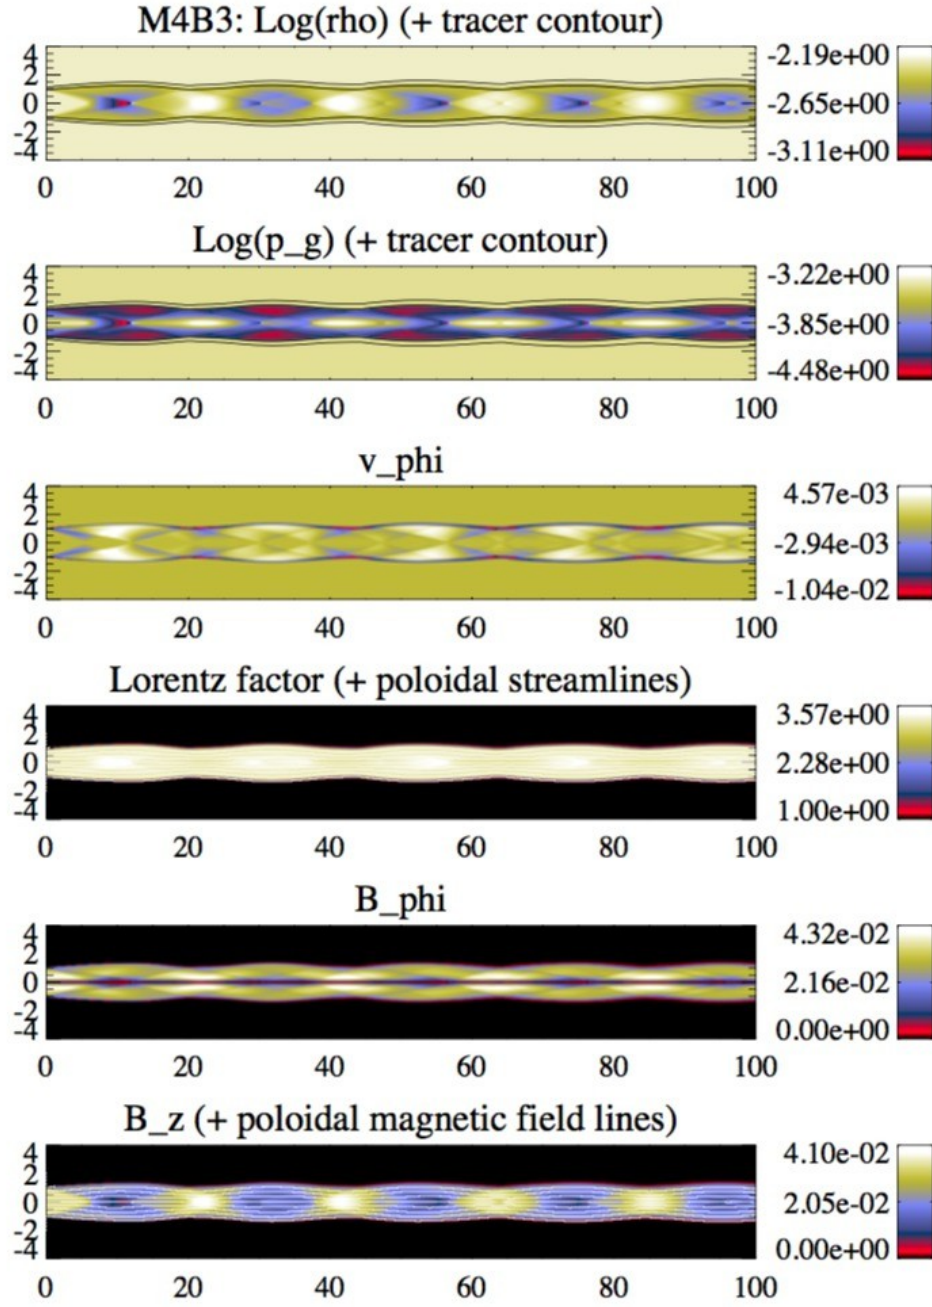 M4B3: Log(rho) (+ tracer contour)
4
2
0
-2
-4
0 20 40 60 80 100
-2.19e+00
-2.65e+00
-3.11e+00
Log(p_g) (+ tracer contour)
4
2
0
-2
-4
0 20 40 60 80 100
-3.22e+00
-3.85e+00
-4.48e+00
v_phi
4
2
0
-2
-4
0 20 40 60 80 100
4.57e-03
-2.94e-03
-1.04e-02
Lorentz factor (+ poloidal streamlines)
4
2
0
-2
-4
0 20 40 60 80 100
3.57e+00
2.28e+00
1.00e+00
B_phi
4
2
0
-2
-4
0 20 40 60 80 100
4.32e-02
2.16e-02
0.00e+00
B_z (+ poloidal magnetic field lines)
4
2
0
-2
-4
0 20 40 60 80 100
4.10e-02
2.05e-02
0.00e+00